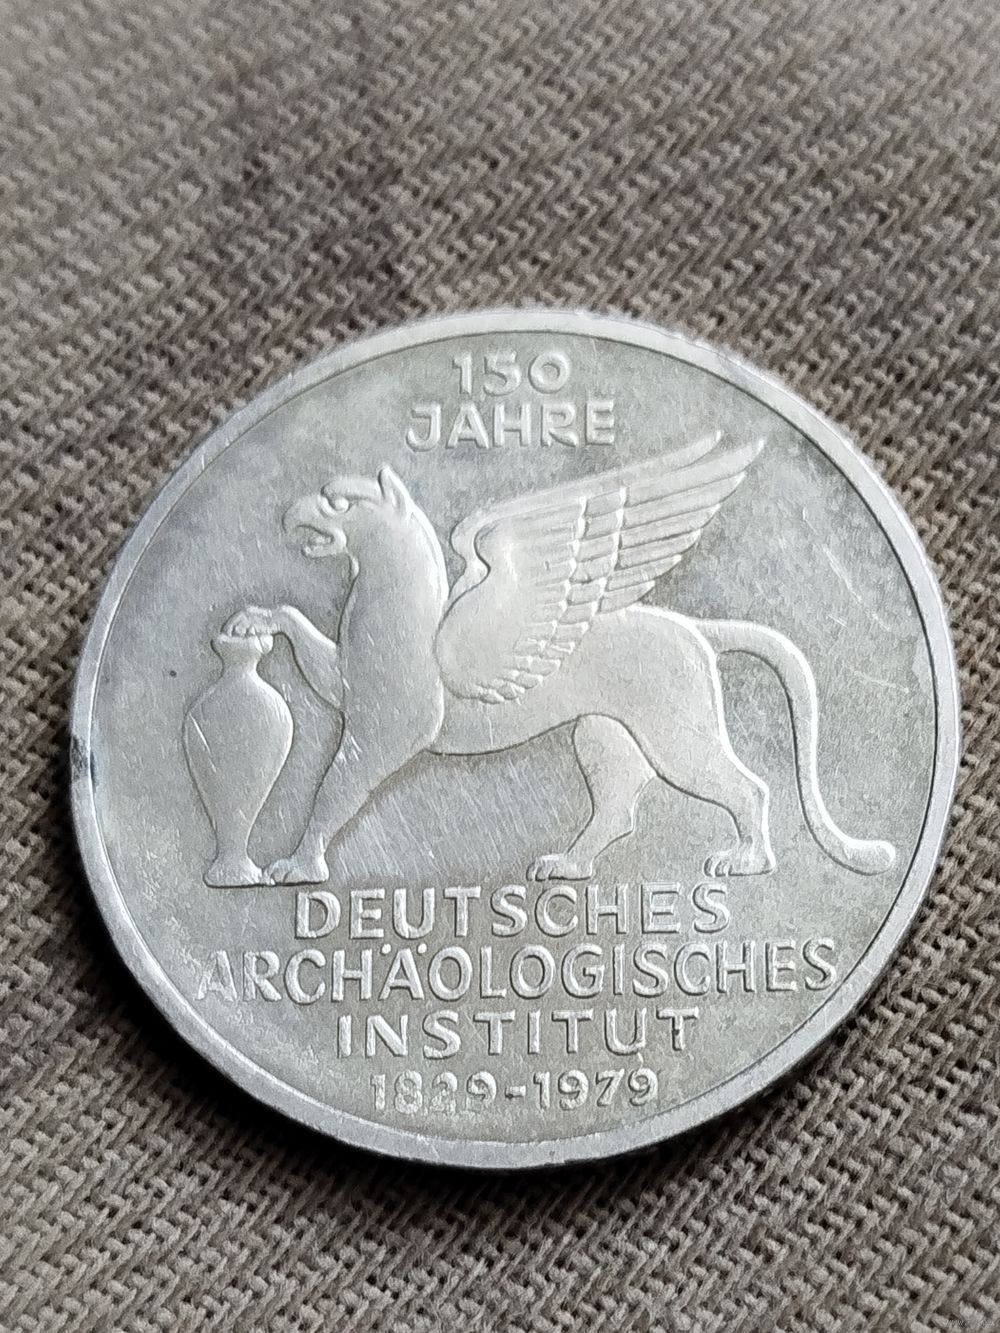 150
JAHRE
DEUTSCHES
ARCHÄOLOGISCHES
INSTITUT
1829-1979